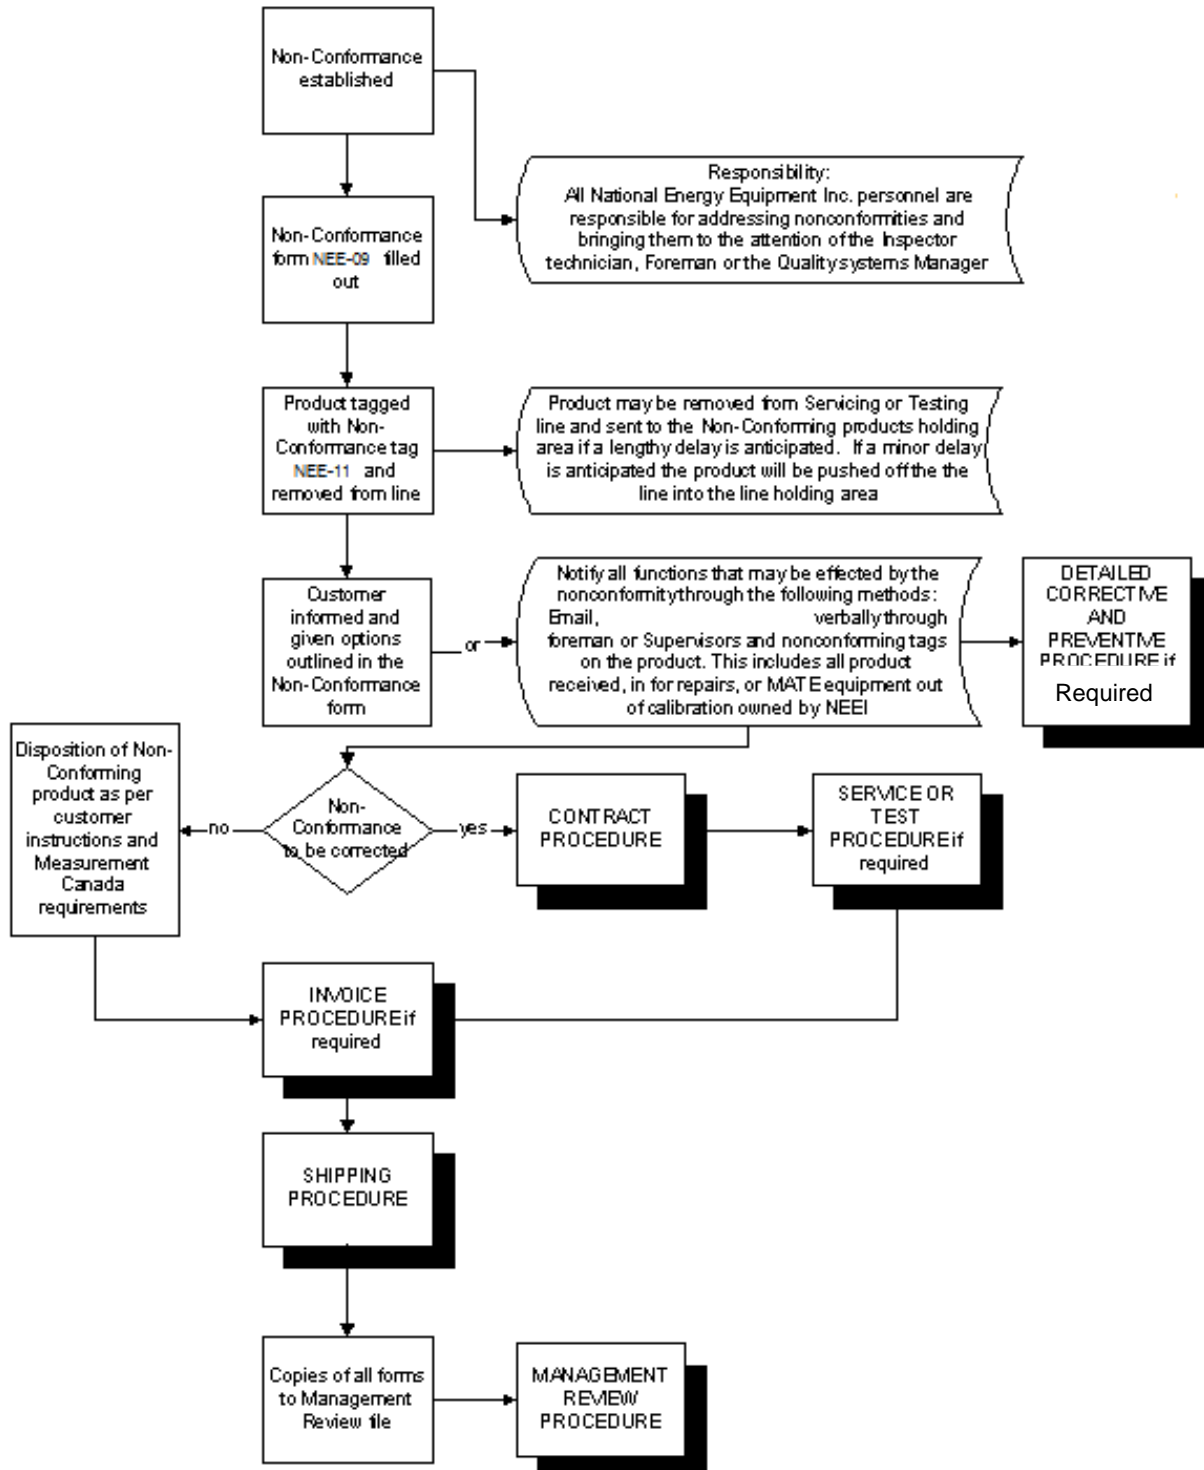 Non-Conformance
established
Responsibility:
All National Energy Equipment Inc. personnel are
responsible for addressing nonconformities and
bringing them to the attention of the Inspector
technician, Foreman or the Quality systems Manager
Non-Conformance
form NEE-09 filled
out
Product tagged
with Non-
Conformance tag
NEE-11 and
removed from line
Product may be removed from Servicing or Testing
line and sent to the Non-Conforming products holding
area if a lengthy delay is anticipated. If a minor delay
is anticipated the product will be pushed off the the
line into the line holding area
Customer
informed and
given options
outlined in the
Non-Conformance
form
or
Notify all functions that may be effected by the
nonconformity through the following methods:
Email, verbally through
foreman or Supervisors and nonconforming tags
on the product. This includes all product
received, in for repairs, or MATE equipment out
of calibration owned by NEEI
DETAILED
CORRECTIVE
AND
PREVENTIVE
PROCEDURE if
Required
Disposition of Non-
Conforming
product as per
customer
instructions and
Measurement
Canada
requirements
no
Non-
Conformance
to be corrected
yes
CONTRACT
PROCEDURE
SERVICE OR
TEST
PROCEDURE if
required
INVOICE
PROCEDURE if
required
SHIPPING
PROCEDURE
Copies of all forms
to Management
Review file
MANAGEMENT
REVIEW
PROCEDURE